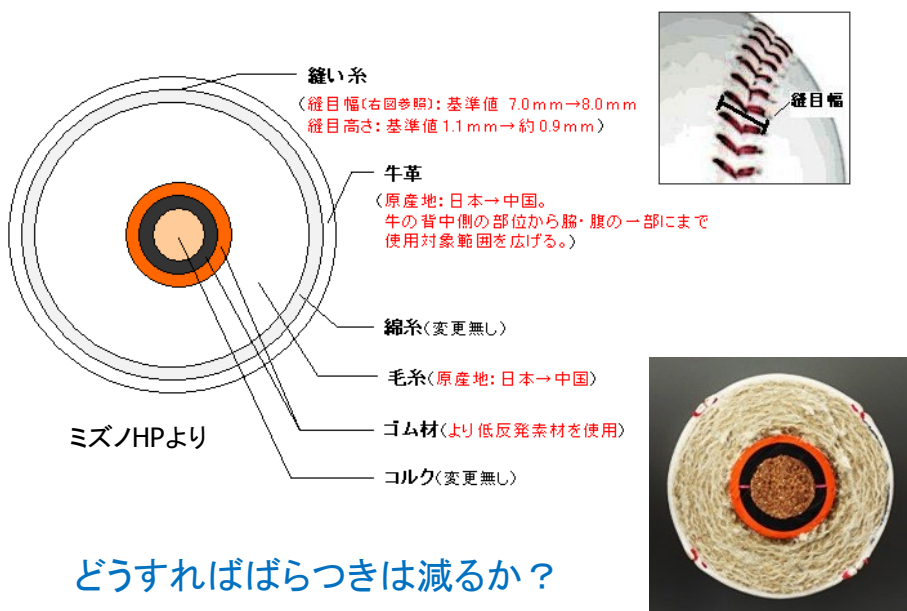 縫い糸
（縫目幅（右図参照）：基準値 7.0mm→8.0mm
縫目高さ：基準値1.1mm→約0.9mm）
縫目幅
牛革
（原産地：日本→中国。
牛の背中側の部位から脇・腹の一部にまで
使用対象範囲を広げる。）
綿糸（変更無し）
毛糸（原産地：日本→中国）
ミズノHPより
ゴム材（より低反発素材を使用）
コルク（変更無し）
どうすればばらつきは減るか？